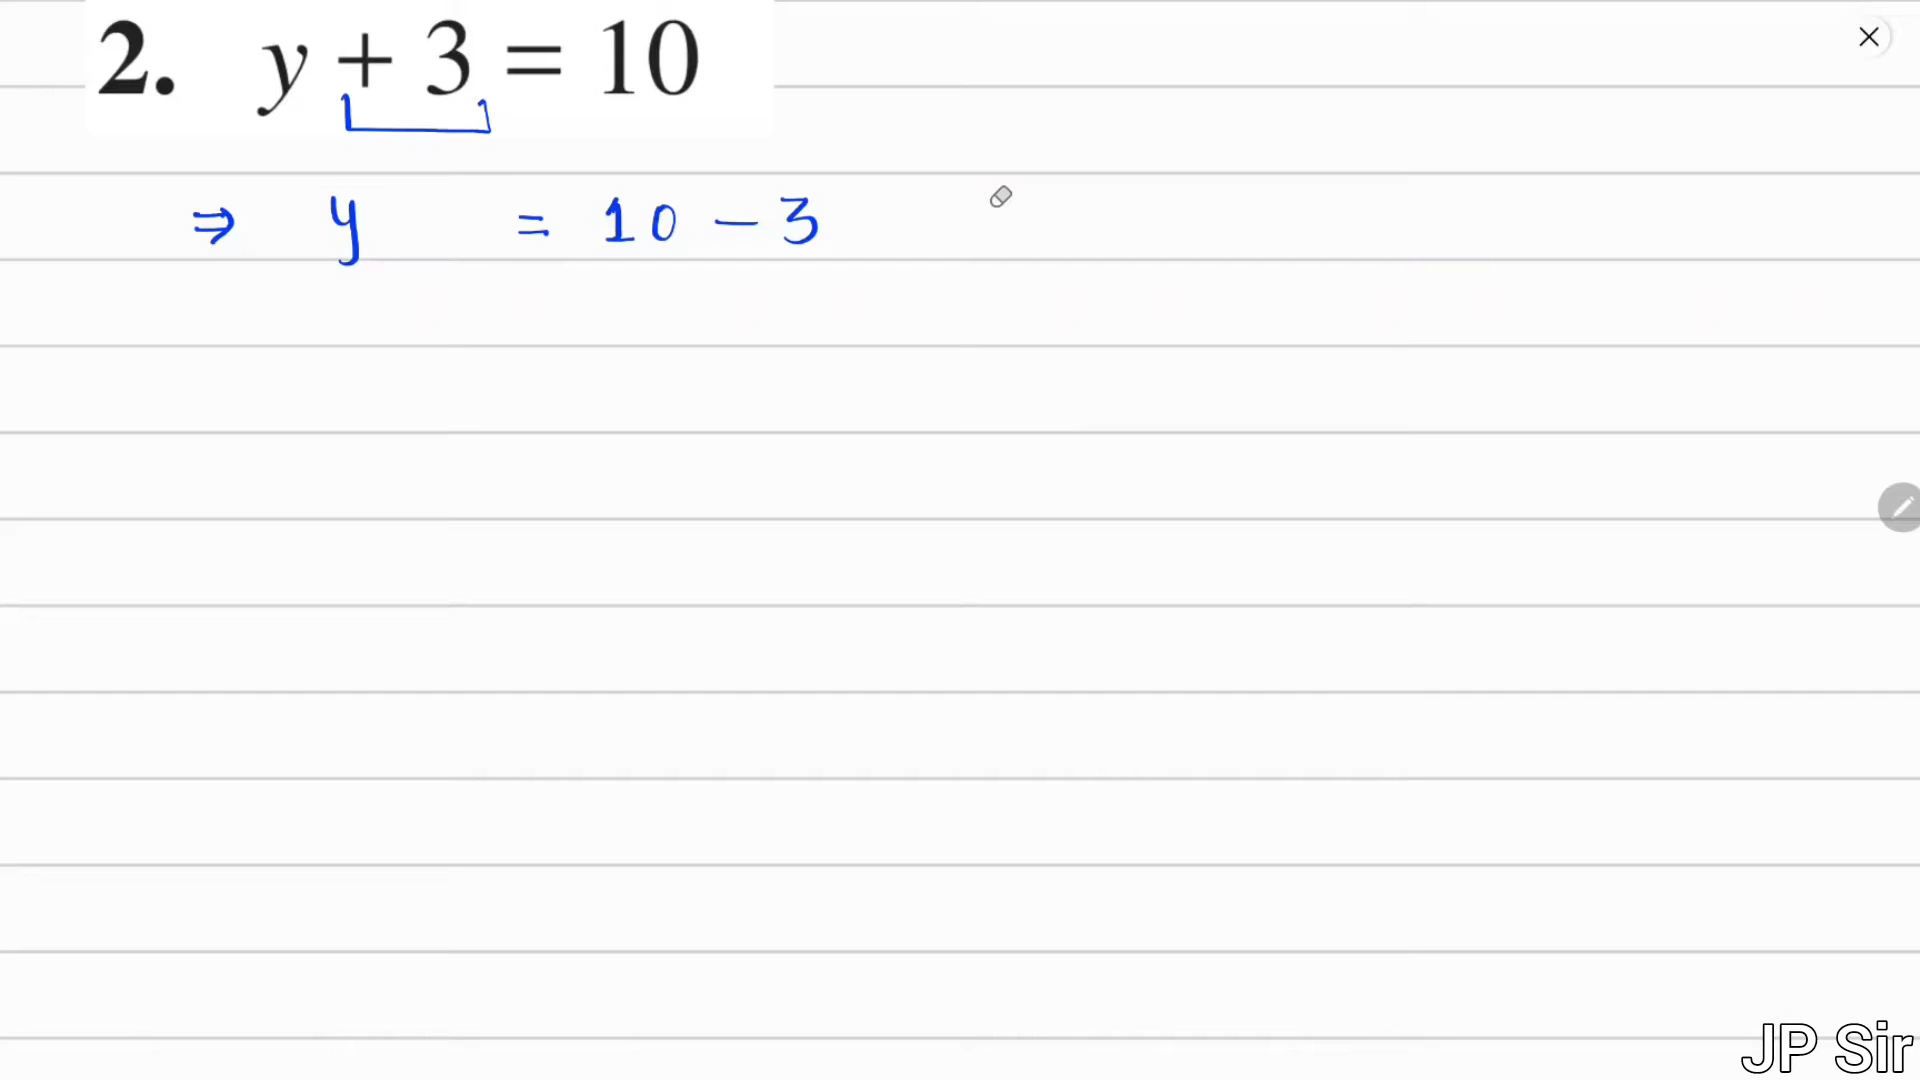 2. y + 3 = 10
⇒ y = 10 - 3
JP Sir